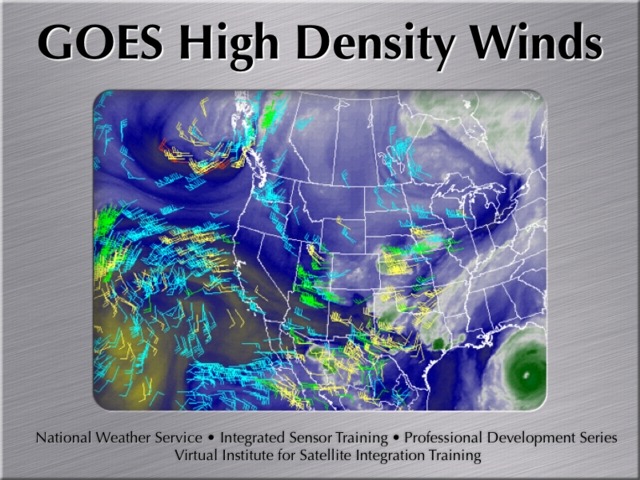 GOES High Density Winds
National Weather Service • Integrated Sensor Training • Professional Development Series
Virtual Institute for Satellite Integration Training